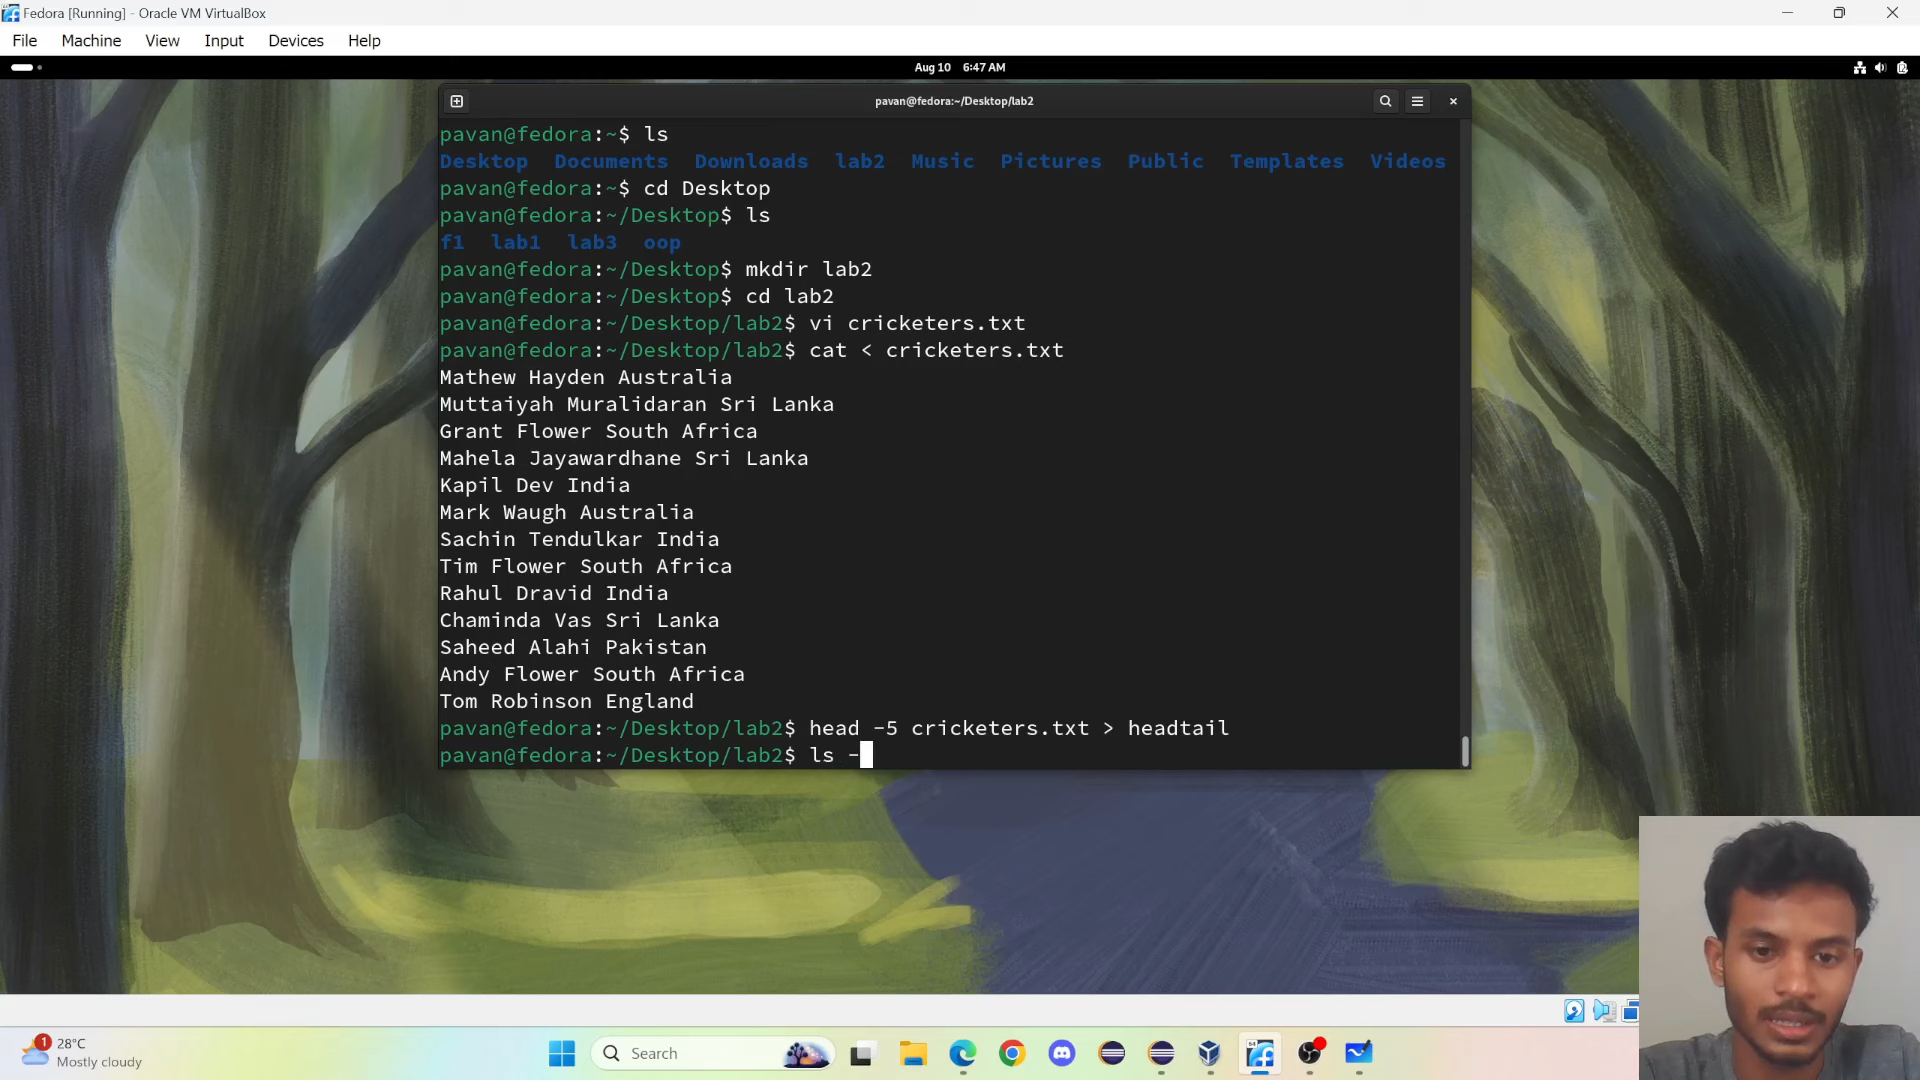 Fedora [Running] - Oracle VM VirtualBox
File Machine View Input Devices Help
Aug 10 6:47 AM
pavan@fedora:~/Desktop/lab2
pavan@fedora:~$ ls
Desktop Documents Downloads lab2 Music Pictures Public Templates Videos
pavan@fedora:~$ cd Desktop
pavan@fedora:~/Desktop$ ls
f1 lab1 lab3 oop
pavan@fedora:~/Desktop$ mkdir lab2
pavan@fedora:~/Desktop$ cd lab2
pavan@fedora:~/Desktop/lab2$ vi cricketers.txt
pavan@fedora:~/Desktop/lab2$ cat < cricketers.txt
Mathew Hayden Australia
Muttaiyah Muralidaran Sri Lanka
Grant Flower South Africa
Mahela Jayawardhane Sri Lanka
Kapil Dev India
Mark Waugh Australia
Sachin Tendulkar India
Tim Flower South Africa
Rahul Dravid India
Chaminda Vas Sri Lanka
Saheed Alahi Pakistan
Andy Flower South Africa
Tom Robinson England
pavan@fedora:~/Desktop/lab2$ head -5 cricketers.txt > headtail
pavan@fedora:~/Desktop/lab2$ ls -
1
28°C
Mostly cloudy
Search
64